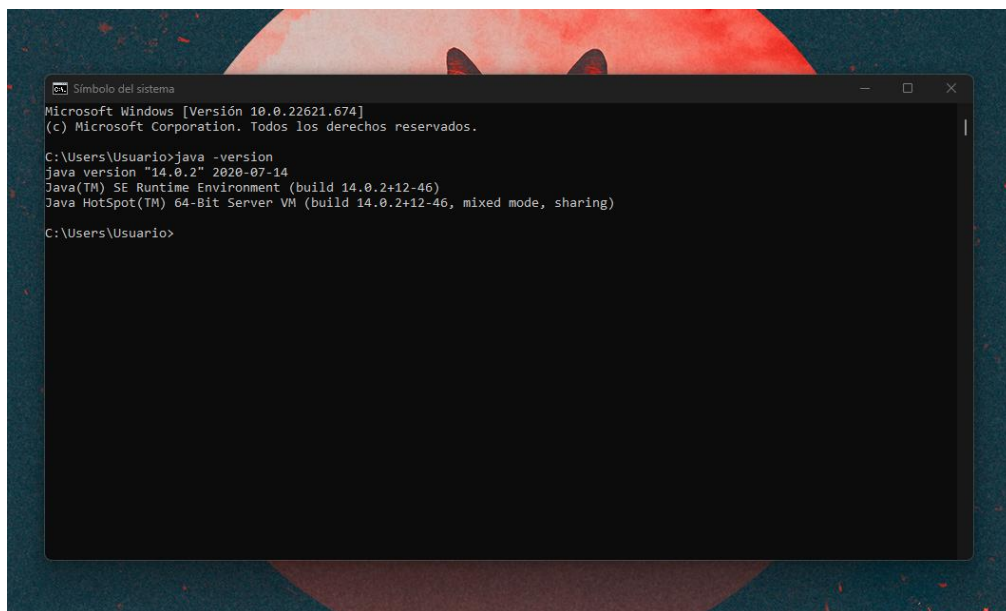 Símbolo del sistema
Microsoft Windows [Versión 10.0.22621.674]
(c) Microsoft Corporation. Todos los derechos reservados.
C:\Users\Usuario>java -version
java version "14.0.2" 2020-07-14
Java(TM) SE Runtime Environment (build 14.0.2+12-46)
Java HotSpot(TM) 64-Bit Server VM (build 14.0.2+12-46, mixed mode, sharing)
C:\Users\Usuario>